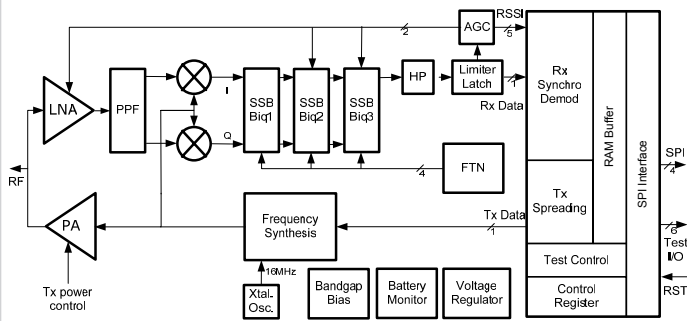 AGC
RSSI
2
5
LNA
PPF
I
Q
SSB
Biq1
SSB
Biq2
SSB
Biq3
HP
Limiter
Latch
1
Rx Data
Rx
Synchro
Demod
RAM Buffer
SPI Interface
SPI
4
4
FTN
RF
PA
Frequency
Synthesis
Tx Data
1
Tx
Spreading
6
Test
I/O
Test Control
RST
16MHz
Tx power
control
Xtal-
Osc.
Bandgap
Bias
Battery
Monitor
Voltage
Regulator
Control
Register